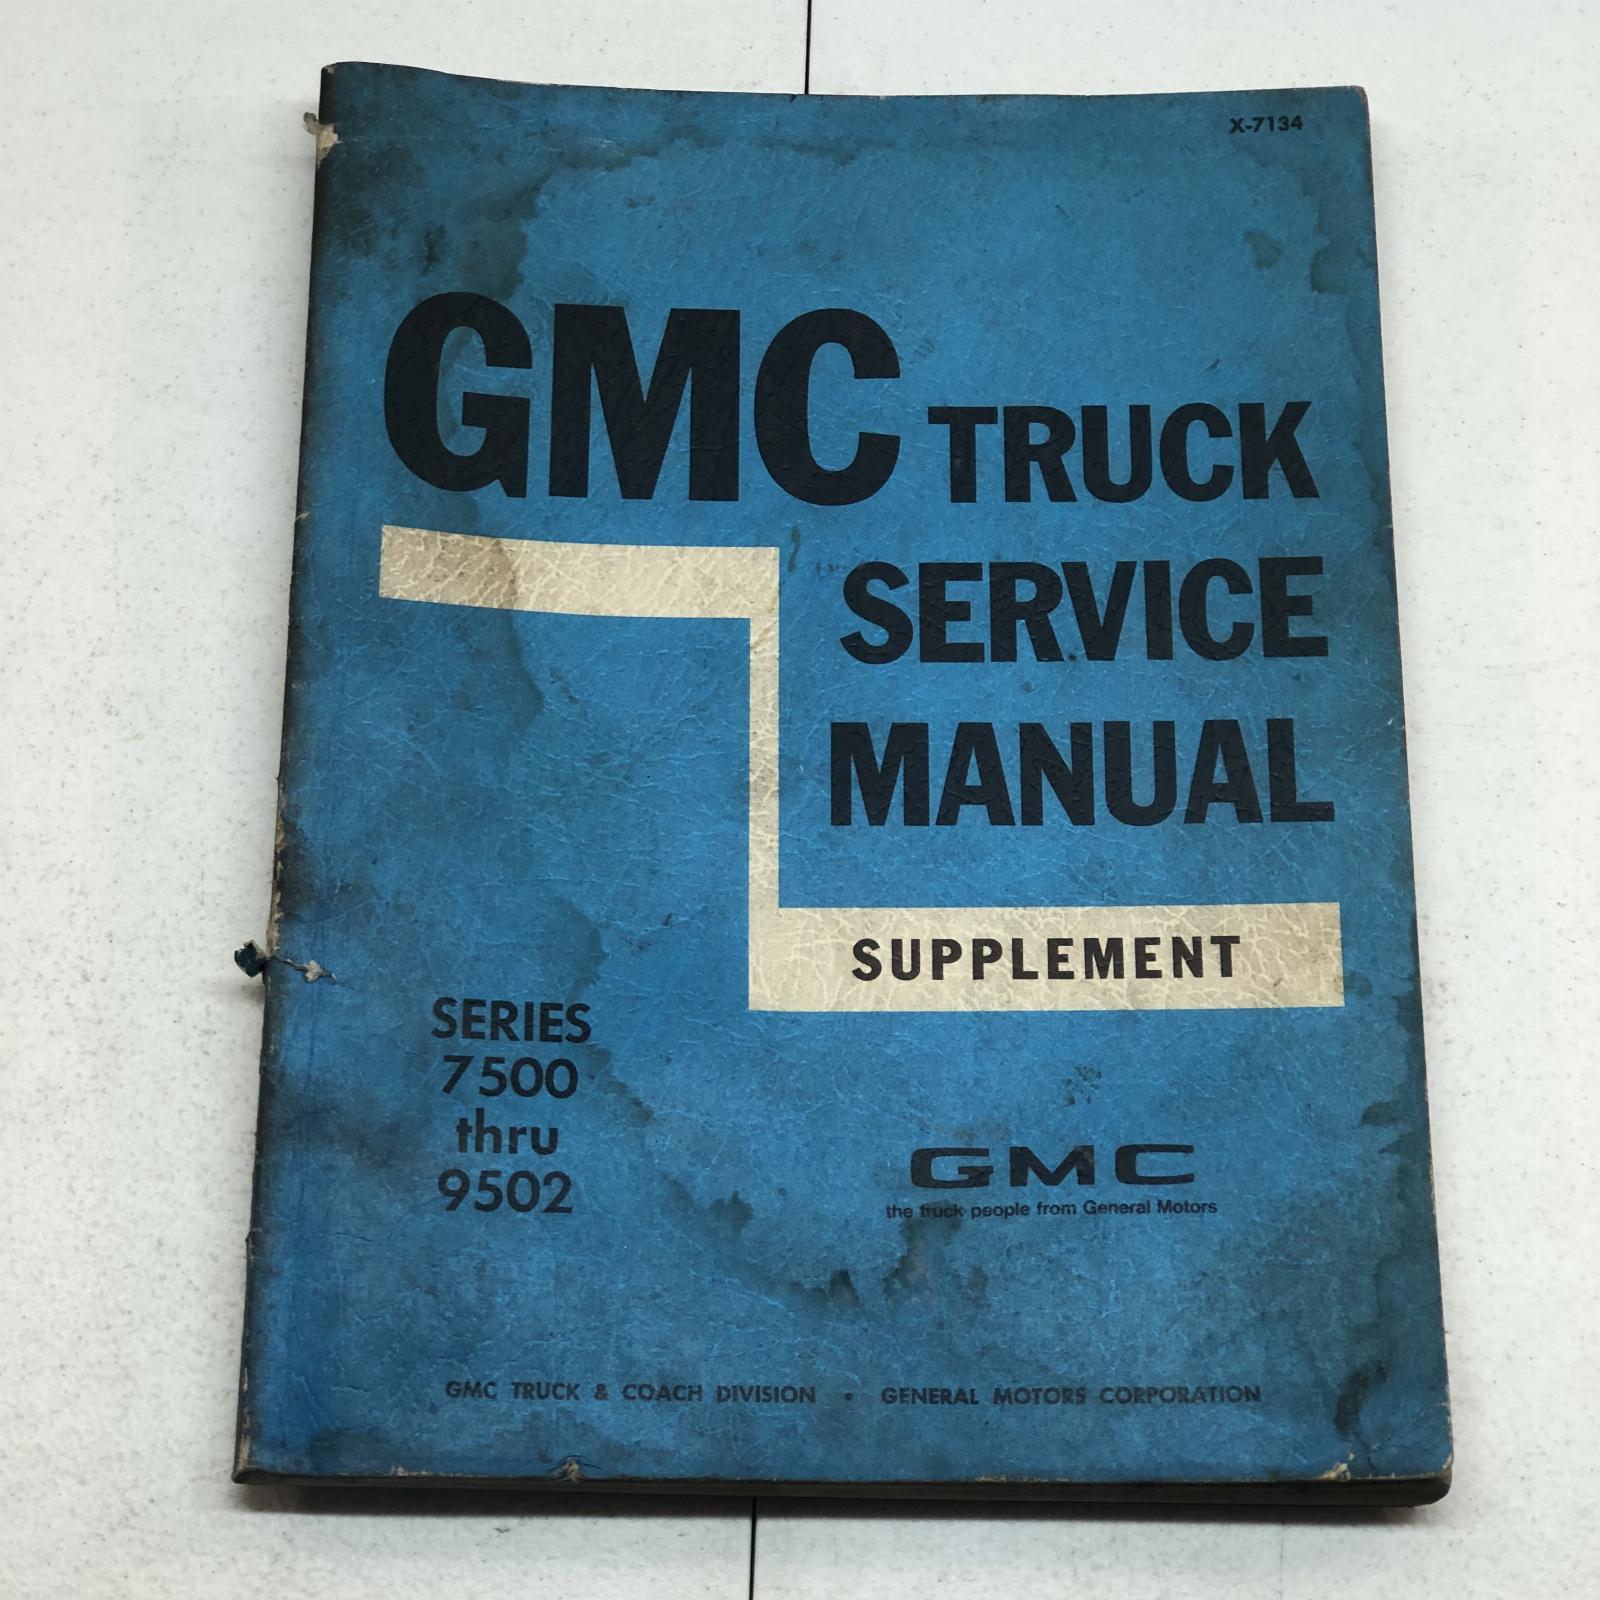 X-7134
GMC TRUCK
SERVICE
MANUAL
SUPPLEMENT
SERIES
7500
thru
9502
GMC
the truck people from General Motors
GMC TRUCK & COACH DIVISION • GENERAL MOTORS CORPORATION